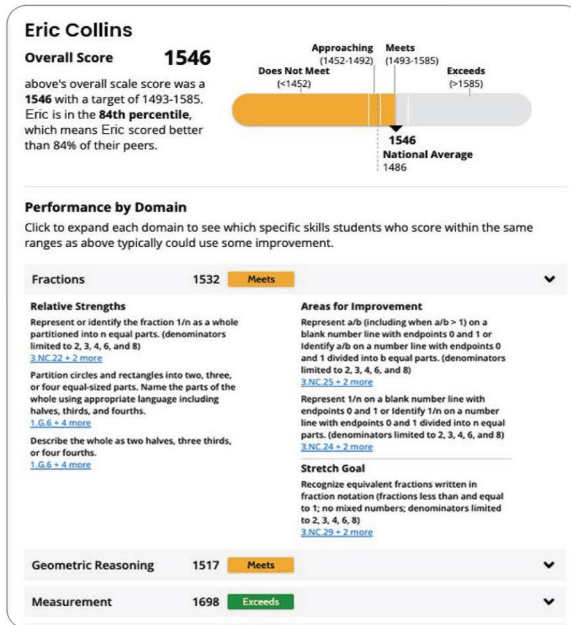 Eric Collins
Overall Score 1546
above's overall scale score was a
1546 with a target of 1493-1585.
Eric is in the 84th percentile,
which means Eric scored better
than 84% of their peers.
Approaching Meets
(1452-1492) (1493-1585)
Does Not Meet Exceeds
(<1452) (>1585)
1546
National Average
1486
Performance by Domain
Click to expand each domain to see which specific skills students who score within the same
ranges as above typically could use some improvement.
Fractions 1532 Meets
Relative Strengths
Represent or identify the fraction 1/n as a whole
partitioned into n equal parts. (denominators
limited to 2, 3, 4, 6, and 8)
3.NC.22 + 2 more
Partition circles and rectangles into two, three,
or four equal-sized parts. Name the parts of the
whole using appropriate language including
halves, thirds, and fourths.
1.G.6 + 4 more
Describe the whole as two halves, three thirds,
or four fourths.
1.G.6 + 4 more
Areas for Improvement
Represent a/b (including when a/b > 1) on a
blank number line with endpoints 0 and 1 or
Identify a/b on a number line with endpoints 0
and 1 divided into b equal parts. (denominators
limited to 2, 3, 4, 6, and 8)
3.NC.25 + 2 more
Represent 1/n on a blank number line with
endpoints 0 and 1 or Identify 1/n on a number
line with endpoints 0 and 1 divided into n equal
parts. (denominators limited to 2, 3, 4, 6, and 8)
3.NC.24 + 2 more
Stretch Goal
Recognize equivalent fractions written in
fraction notation (fractions less than and equal
to 1; no mixed numbers; denominators limited
to 2, 3, 4, 6, 8)
3.NC.29 + 2 more
Geometric Reasoning 1517 Meets
Measurement 1698 Exceeds